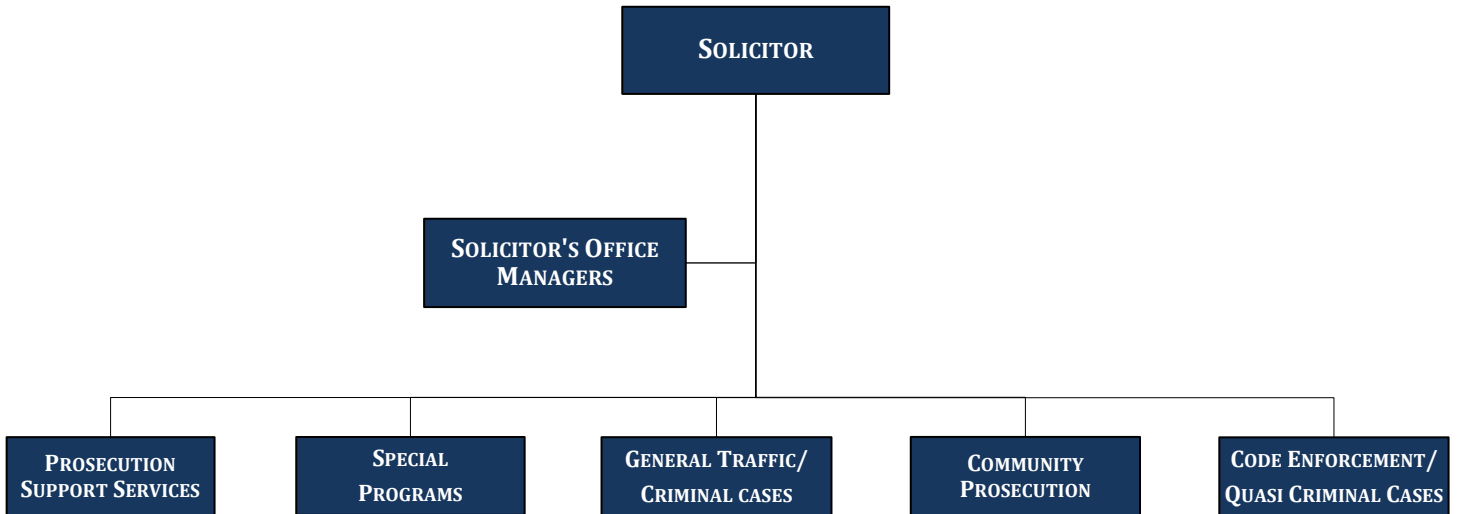 SOLICITOR
SOLICITOR'S OFFICE
MANAGERS
PROSECUTION
SUPPORT SERVICES
SPECIAL
PROGRAMS
GENERAL TRAFFIC/
CRIMINAL CASES
COMMUNITY
PROSECUTION
CODE ENFORCEMENT/
QUASI CRIMINAL CASES